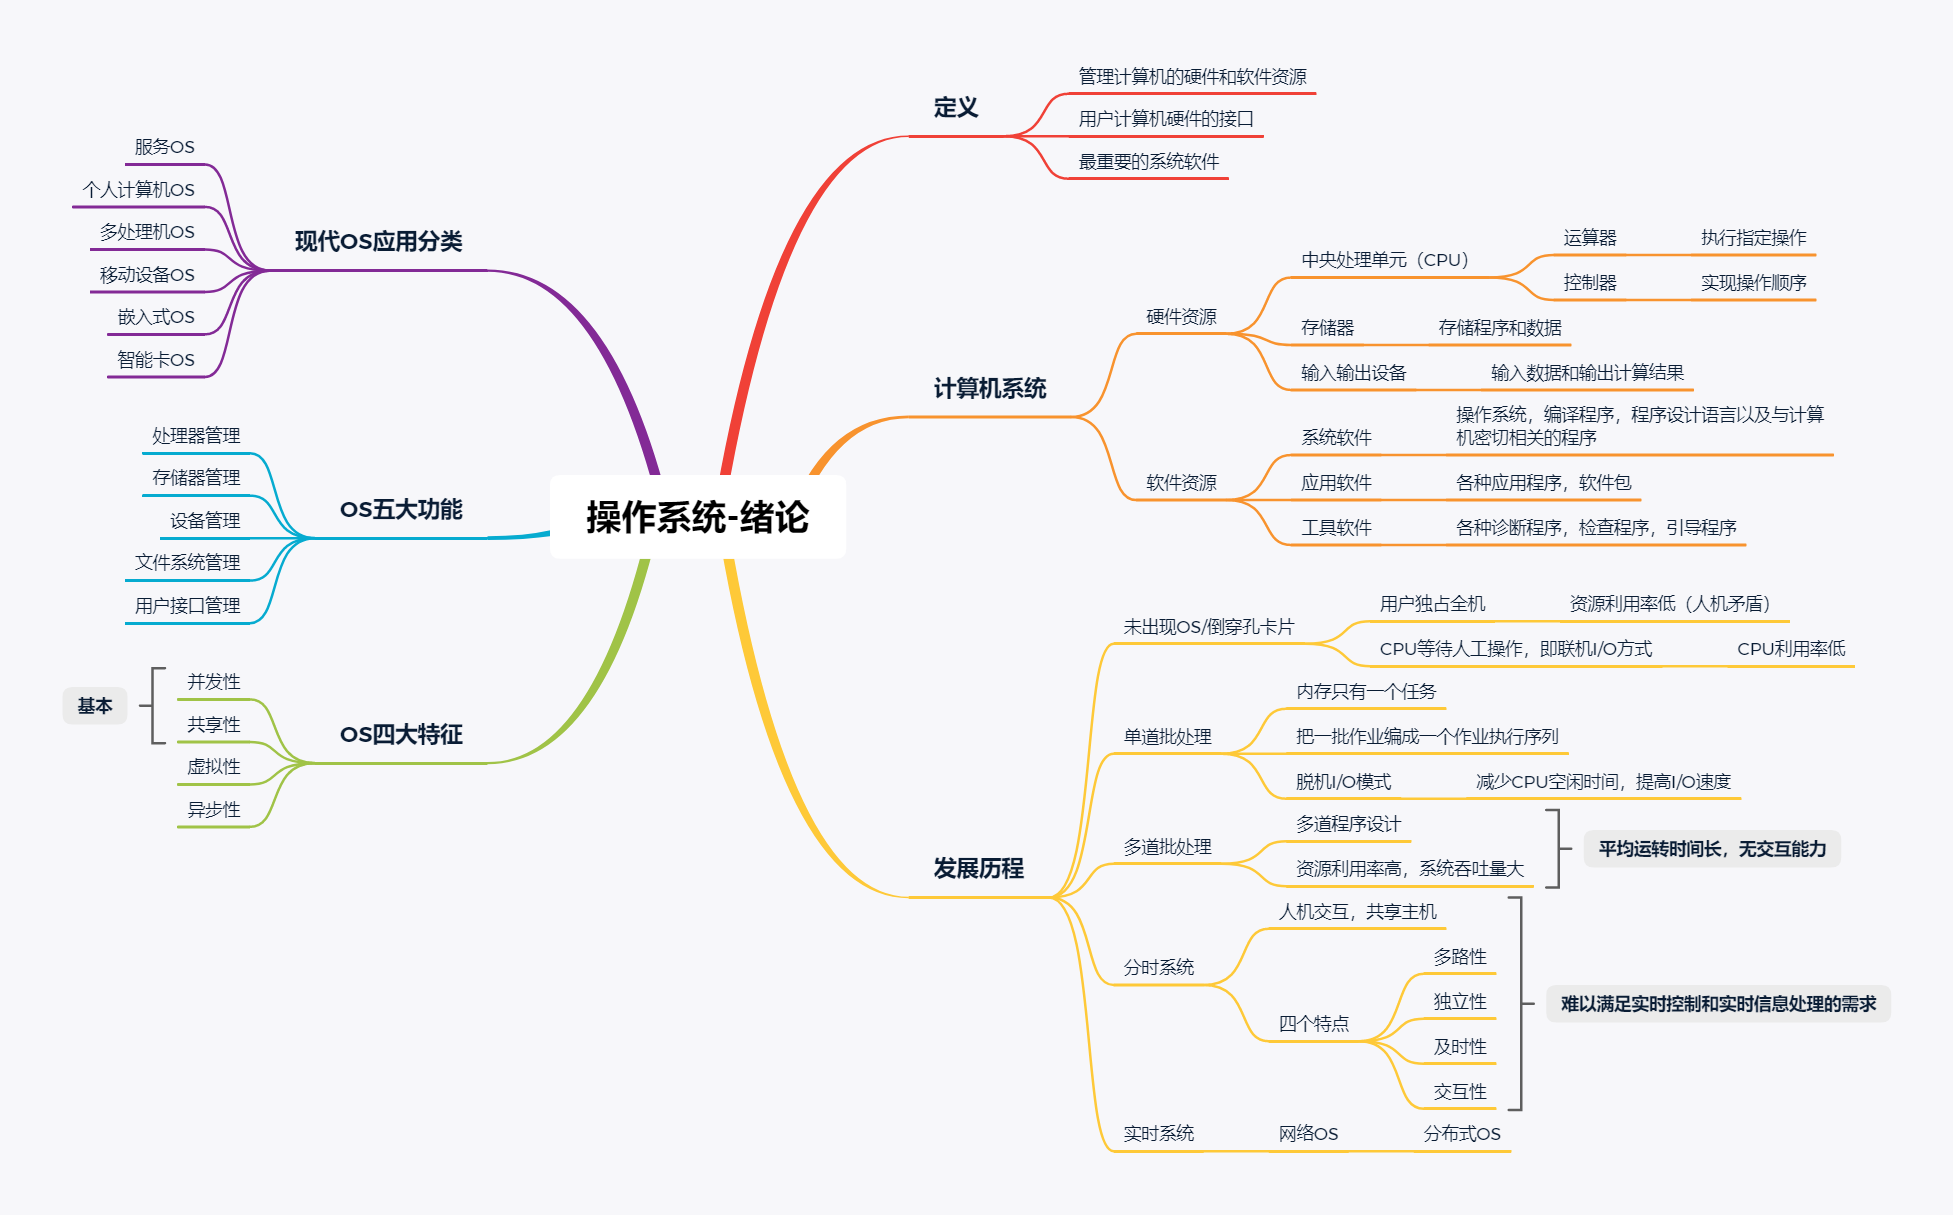 操作系统-绪论
定义
管理计算机的硬件和软件资源
用户计算机硬件的接口
最重要的系统软件
计算机系统
硬件资源
中央处理单元（CPU）
运算器
执行指定操作
控制器
实现操作顺序
存储器
存储程序和数据
输入输出设备
输入数据和输出计算结果
软件资源
系统软件
操作系统，编译程序，程序设计语言以及与计算
机密切相关的程序
应用软件
各种应用程序，软件包
工具软件
各种诊断程序，检查程序，引导程序
发展历程
未出现OS/倒穿孔卡片
用户独占全机
资源利用率低（人机矛盾）
CPU等待人工操作，即联机I/O方式
CPU利用率低
单道批处理
内存只有一个任务
把一批作业编成一个作业执行序列
脱机I/O模式
减少CPU空闲时间，提高I/O速度
多道批处理
多道程序设计
资源利用率高，系统吞吐量大
平均运转时间长，无交互能力
分时系统
人机交互，共享主机
四个特点
多路性
独立性
及时性
交互性
难以满足实时控制和实时信息处理的需求
实时系统
网络OS
分布式OS
现代OS应用分类
服务OS
个人计算机OS
多处理机OS
移动设备OS
嵌入式OS
智能卡OS
OS五大功能
处理器管理
存储器管理
设备管理
文件系统管理
用户接口管理
OS四大特征
并发性
共享性
基本
虚拟性
异步性